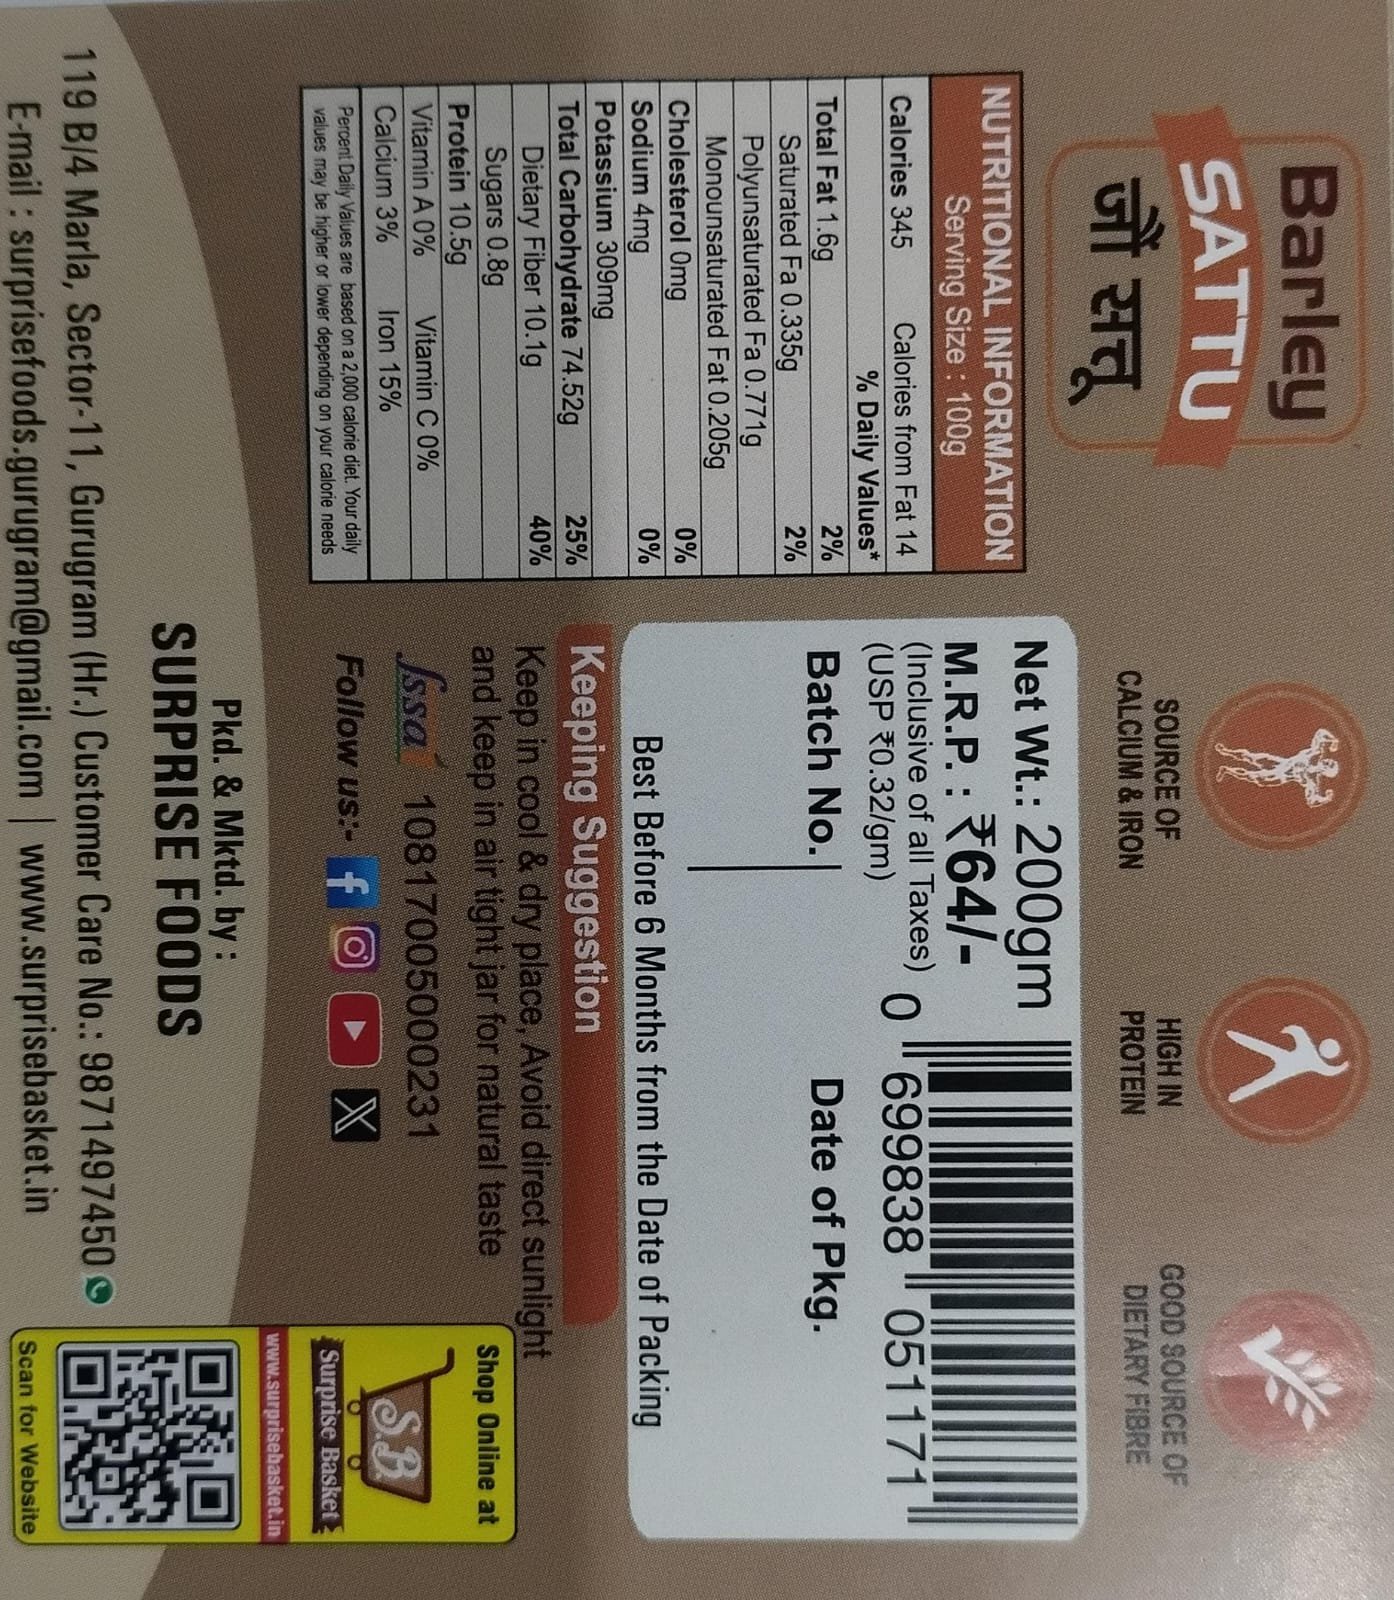 Barley
SATTU
जौ सत्तू
SOURCE OF
CALCIUM & IRON
HIGH IN
PROTEIN
GOOD SOURCE OF
DIETARY FIBRE
NUTRITIONAL INFORMATION
Serving Size : 100g
Calories 345 Calories from Fat 14
% Daily Values*
Total Fat 1.6g 2%
Saturated Fa 0.335g 2%
Polyunsaturated Fa 0.771g
Monounsaturated Fat 0.205g
Cholesterol 0mg 0%
Sodium 4mg 0%
Potassium 309mg
Total Carbohydrate 74.52g 25%
Dietary Fiber 10.1g 40%
Sugars 0.8g
Protein 10.5g
Vitamin A 0% Vitamin C 0%
Calcium 3% Iron 15%
Percent Daily Values are based on a 2,000 calorie diet. Your daily
values may be higher or lower depending on your calorie needs
Net Wt.: 200gm
M.R.P. : ₹64/-
(Inclusive of all Taxes)
(USP ₹0.32/gm)
0 699838 051171
Batch No. Date of Pkg.
Best Before 6 Months from the Date of Packing
Keeping Suggestion
Keep in cool & dry place, Avoid direct sunlight
and keep in air tight jar for natural taste
fssai 10817005000231
Follow us:-
Shop Online at
S.B.
Surprise Basket
www.surprisebasket.in
Scan for Website
Pkd. & Mktd. by :
SURPRISE FOODS
119 B/4 Marla, Sector-11, Gurugram (Hr.) Customer Care No.: 9871497450
E-mail : surprisefoods.gurugram@gmail.com | www.surprisebasket.in